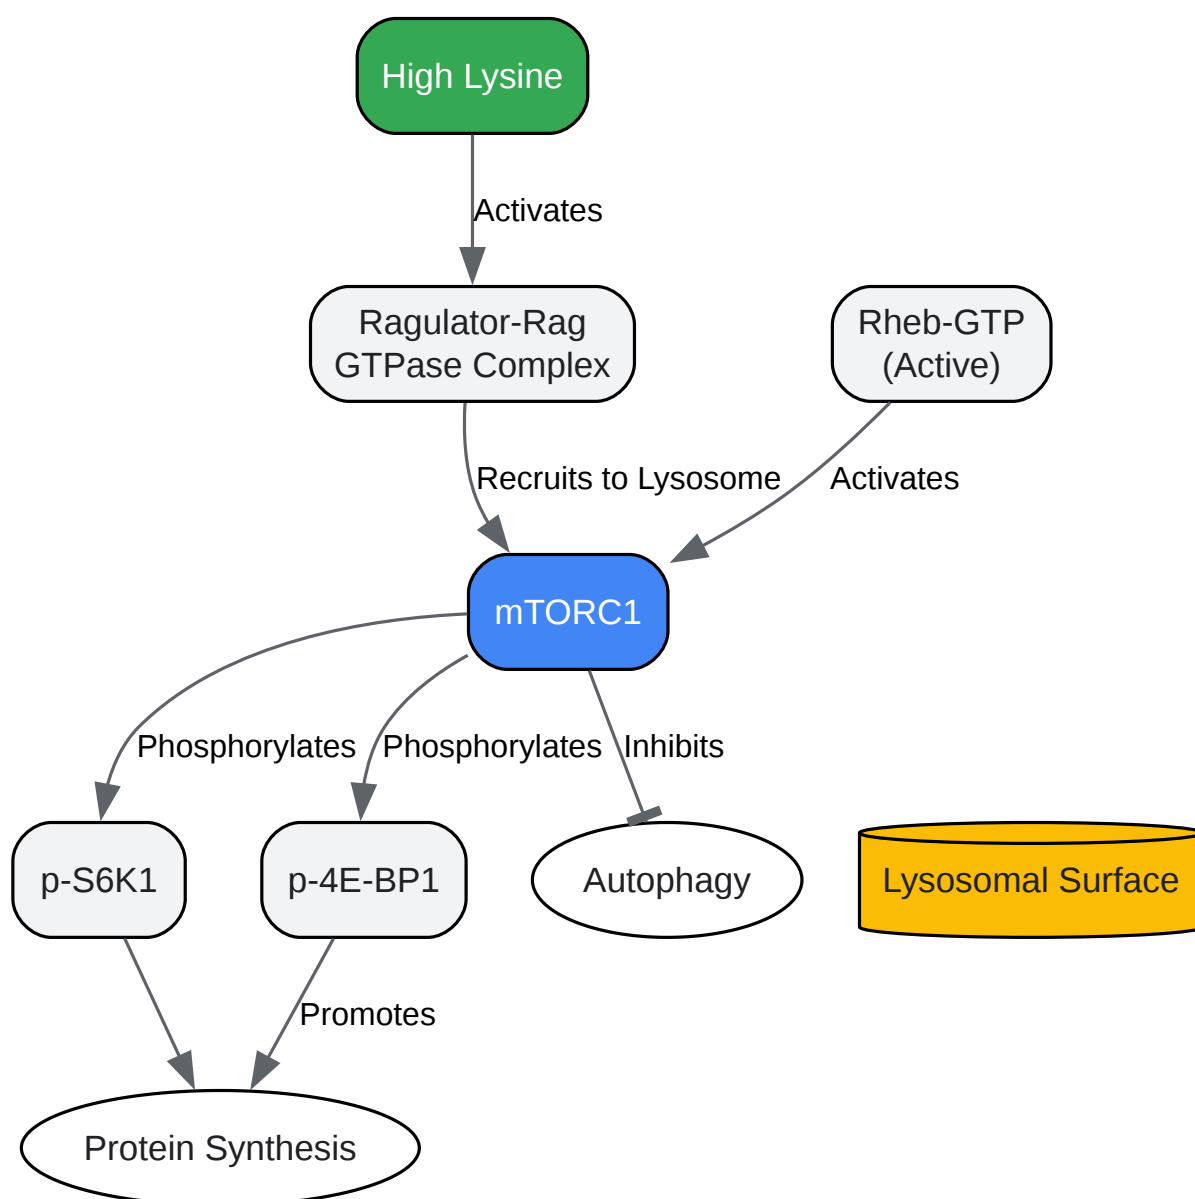 High Lysine
Activates
Ragulator-Rag
GTPase Complex
Rheb-GTP
(Active)
Recruits to Lysosome
Activates
mTORC1
Phosphorylates
Phosphorylates
Inhibits
p-S6K1
p-4E-BP1
Autophagy
Lysosomal Surface
Promotes
Protein Synthesis